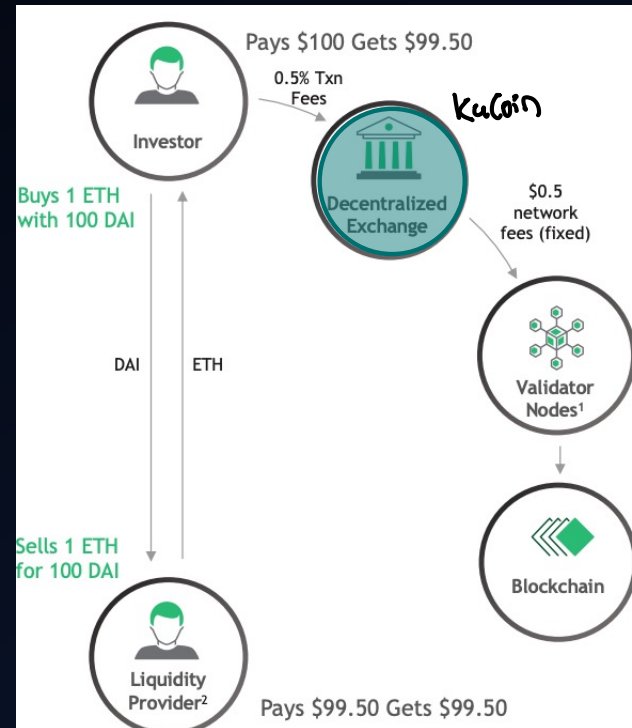 Pays $100 Gets $99.50
0.5% Txn
Fees
KuCoin
Investor
Buys 1 ETH
with 100 DAI
Decentralized
Exchange
$0.5
network
fees (fixed)
DAI
ETH
Validator
Nodes¹
Sells 1 ETH
for 100 DAI
Blockchain
Liquidity
Provider²
Pays $99.50 Gets $99.50